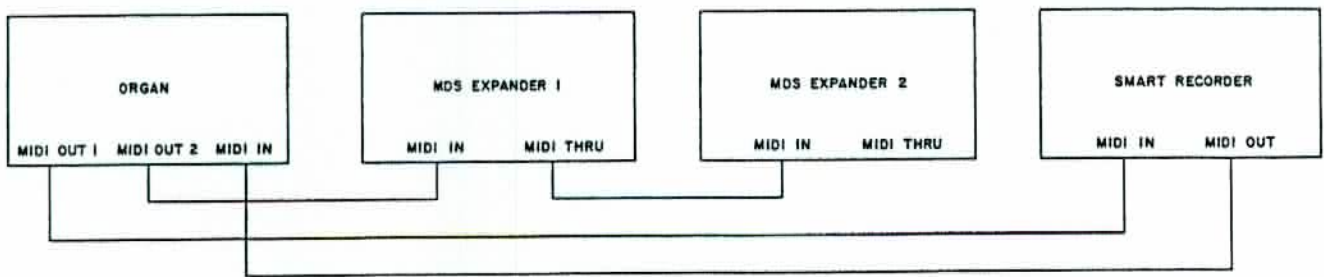 ORGAN
MIDI OUT 1 MIDI OUT 2 MIDI IN
MDS EXPANDER 1
MIDI IN MIDI THRU
MDS EXPANDER 2
MIDI IN MIDI THRU
SMART RECORDER
MIDI IN MIDI OUT